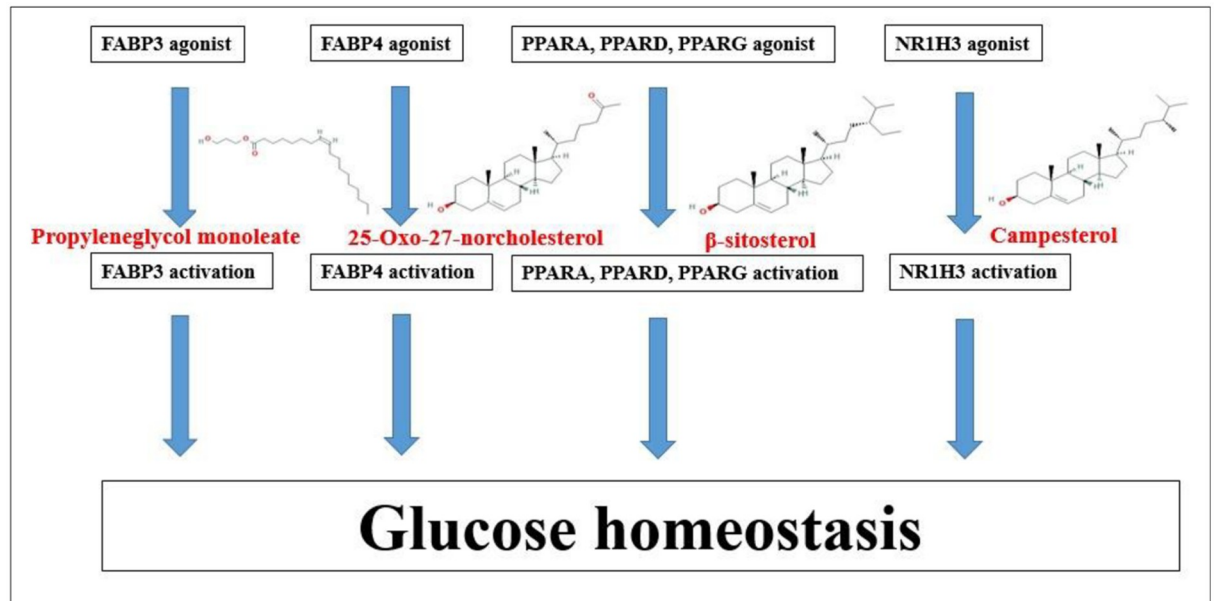 FABP3 agonist
FABP4 agonist
PPARA, PPARD, PPARG agonist
NR1H3 agonist
Propyleneglycol monoleate
25-Oxo-27-norcholesterol
β-sitosterol
Campesterol
FABP3 activation
FABP4 activation
PPARA, PPARD, PPARG activation
NR1H3 activation
Glucose homeostasis